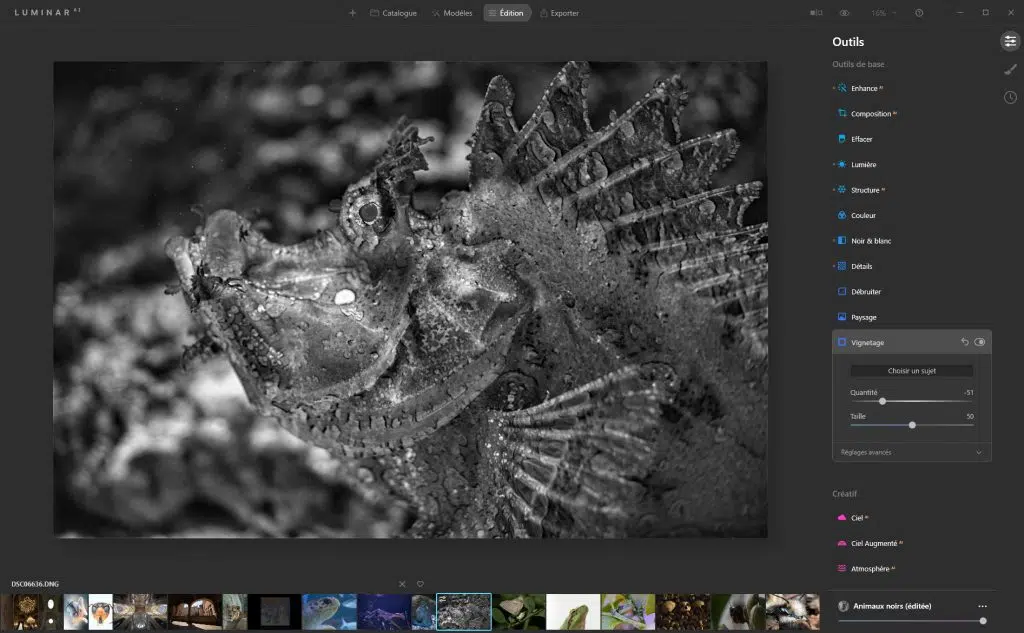 LUMINAR AI
Catalogue
Modèles
Édition
Exporter
16%
Outils
Outils de base
Enhance AI
Composition AI
Effacer
Lumière
Structure AI
Couleur
Noir & blanc
Détails
Débruiter
Paysage
Vignetage
Choisir un sujet
Quantité -51
Taille 50
Réglages avancés
Créatif
Ciel AI
Ciel Augmenté AI
Atmosphère AI
DSC06636.DNG
Animaux noirs (éditée)